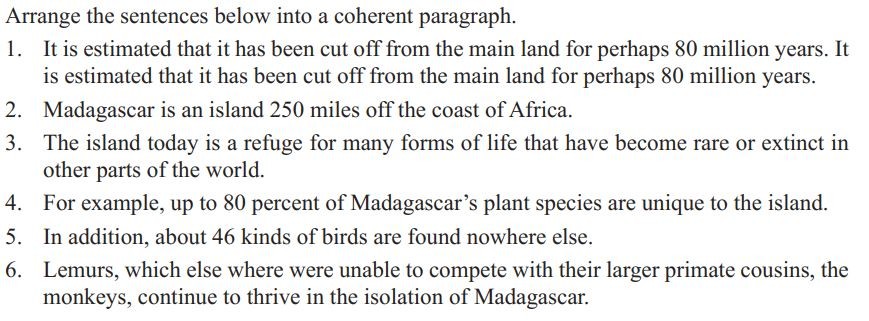 Arrange the sentences below into a coherent paragraph.
1. It is estimated that it has been cut off from the main land for perhaps 80 million years. It
is estimated that it has been cut off from the main land for perhaps 80 million years.
2. Madagascar is an island 250 miles off the coast of Africa.
3. The island today is a refuge for many forms of life that have become rare or extinct in
other parts of the world.
4. For example, up to 80 percent of Madagascar’s plant species are unique to the island.
5. In addition, about 46 kinds of birds are found nowhere else.
6. Lemurs, which else where were unable to compete with their larger primate cousins, the
monkeys, continue to thrive in the isolation of Madagascar.